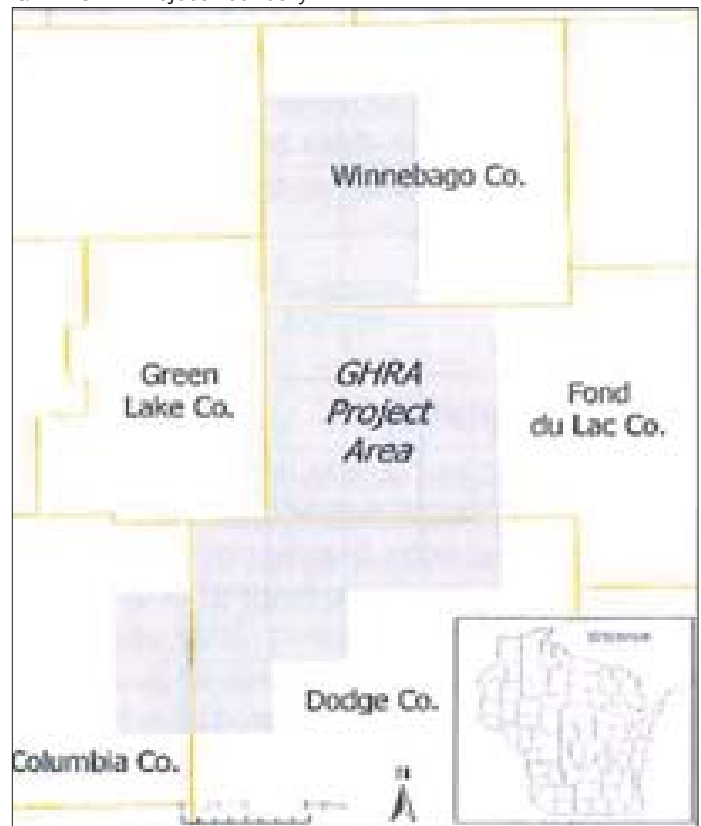 Winnebago Co.
Green
Lake Co.
GHRA
Project
Area
Fond
du Lac Co.
Dodge Co.
Columbia Co.